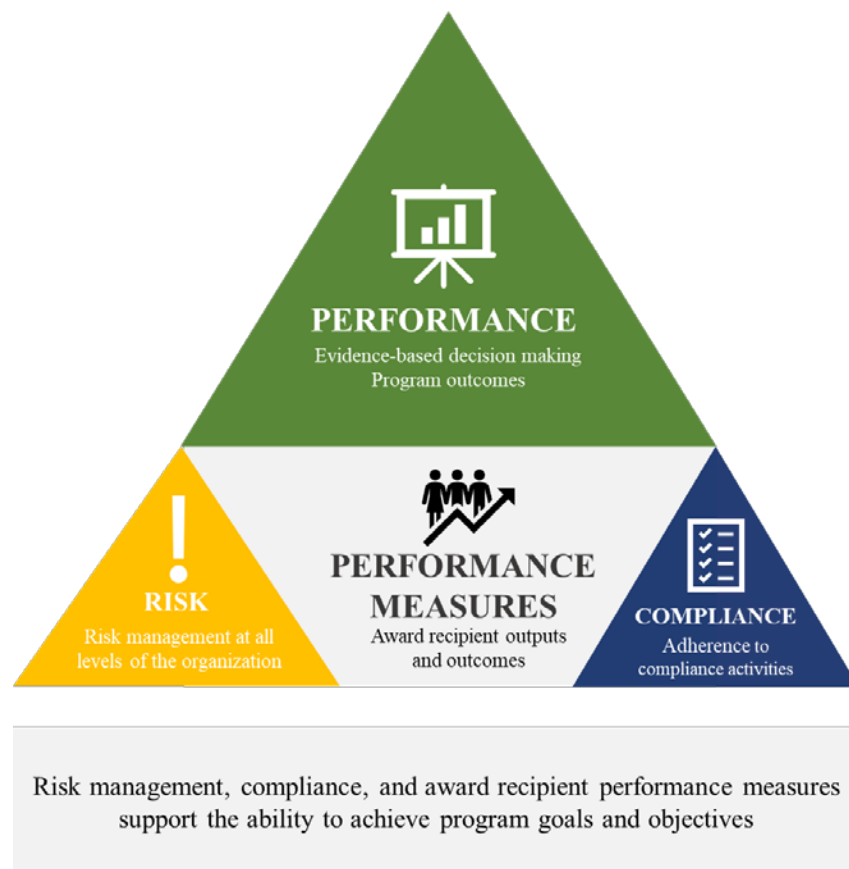 PERFORMANCE
Evidence-based decision making
Program outcomes
RISK
Risk management at all
levels of the organization
PERFORMANCE
MEASURES
Award recipient outputs
and outcomes
COMPLIANCE
Adherence to
compliance activities
Risk management, compliance, and award recipient performance measures
support the ability to achieve program goals and objectives